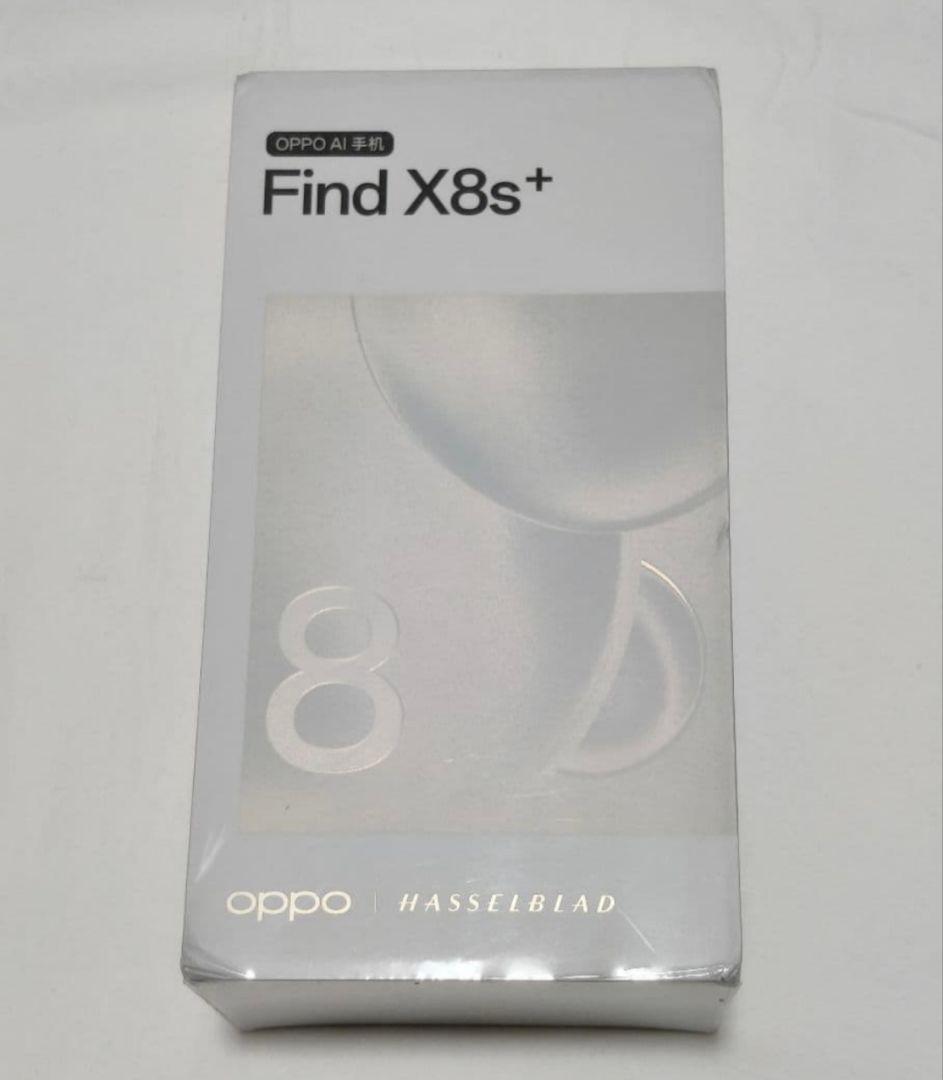 OPPO AI 手机
Find X8s+
8
oppo | HASSELBLAD